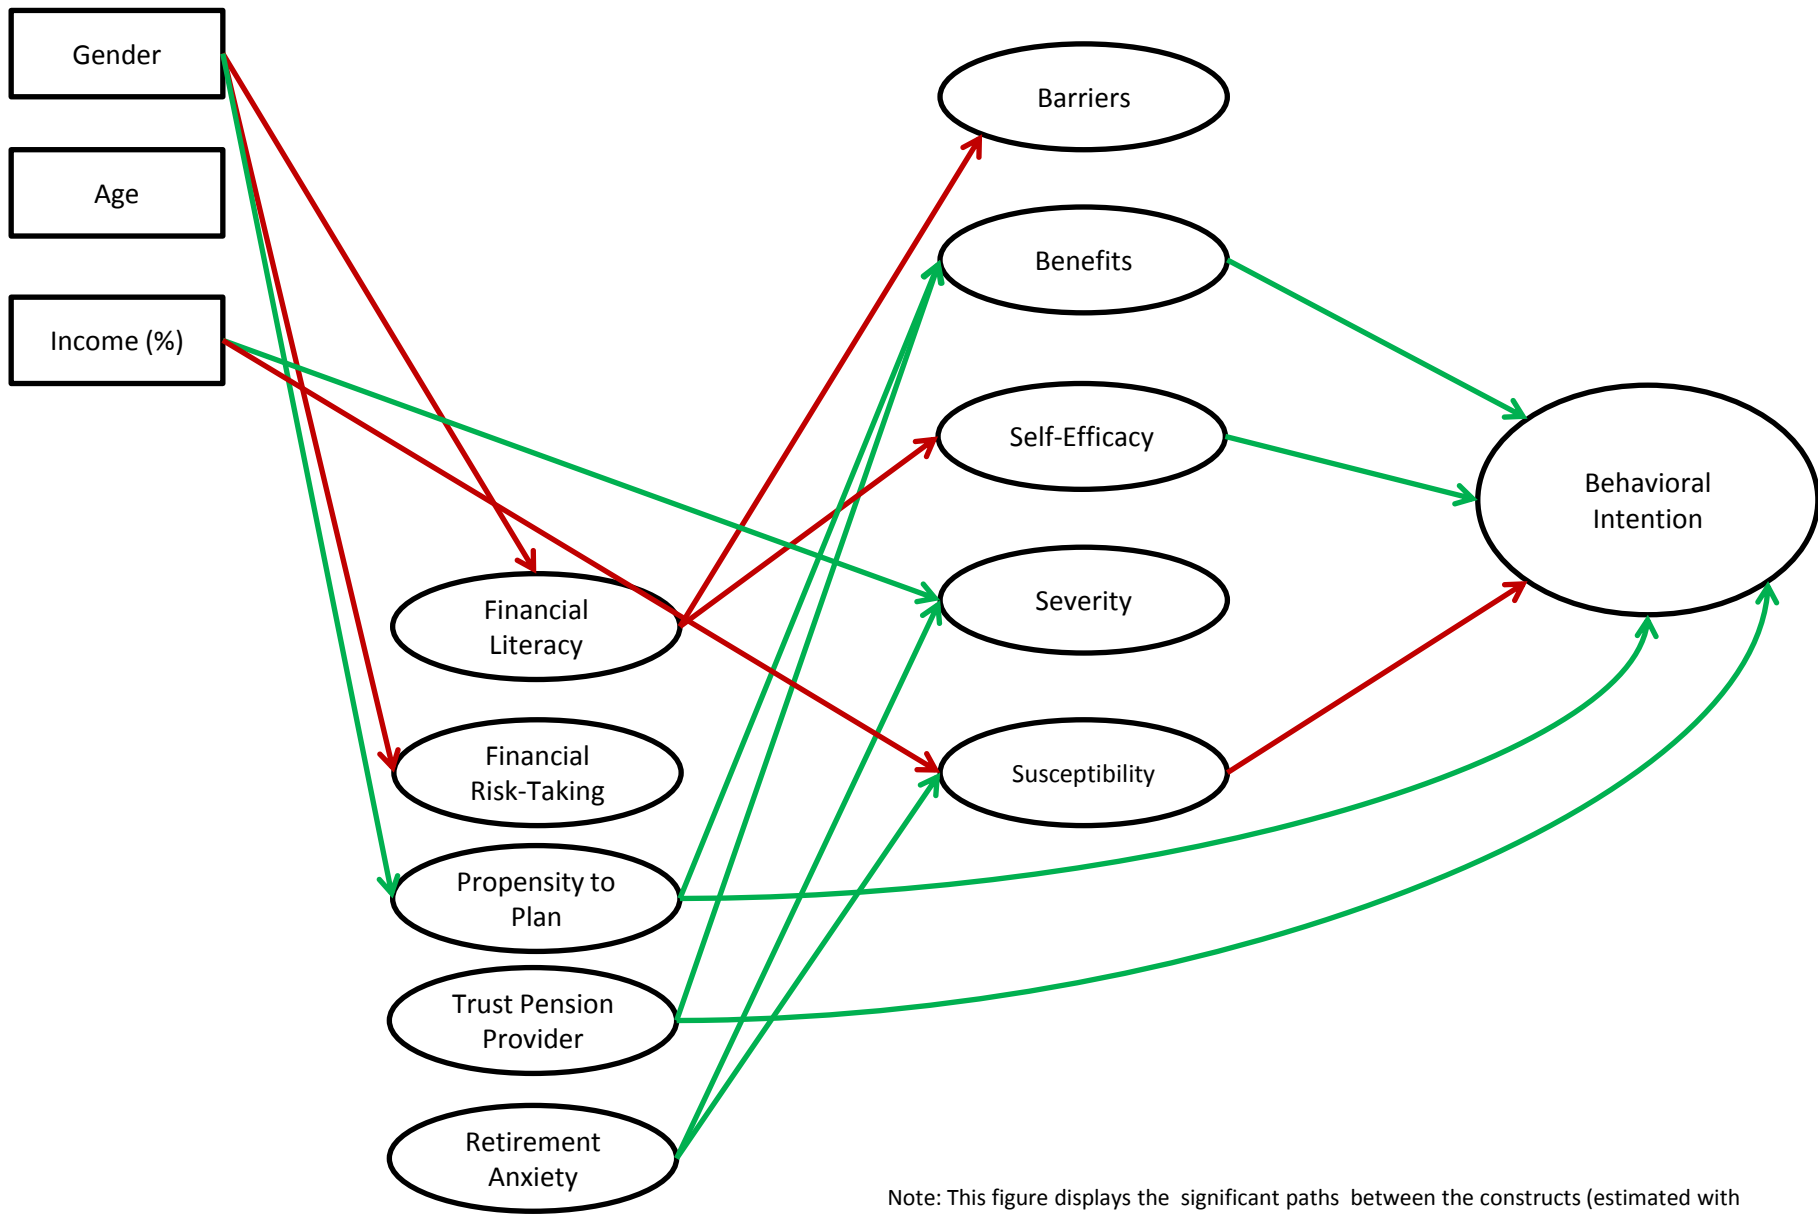 Gender
Age
Income (%)
Financial
Literacy
Financial
Risk-Taking
Propensity to
Plan
Trust Pension
Provider
Retirement
Anxiety
Barriers
Benefits
Self-Efficacy
Severity
Susceptibility
Behavioral
Intention
Note: This figure displays the significant paths between the constructs (estimated with